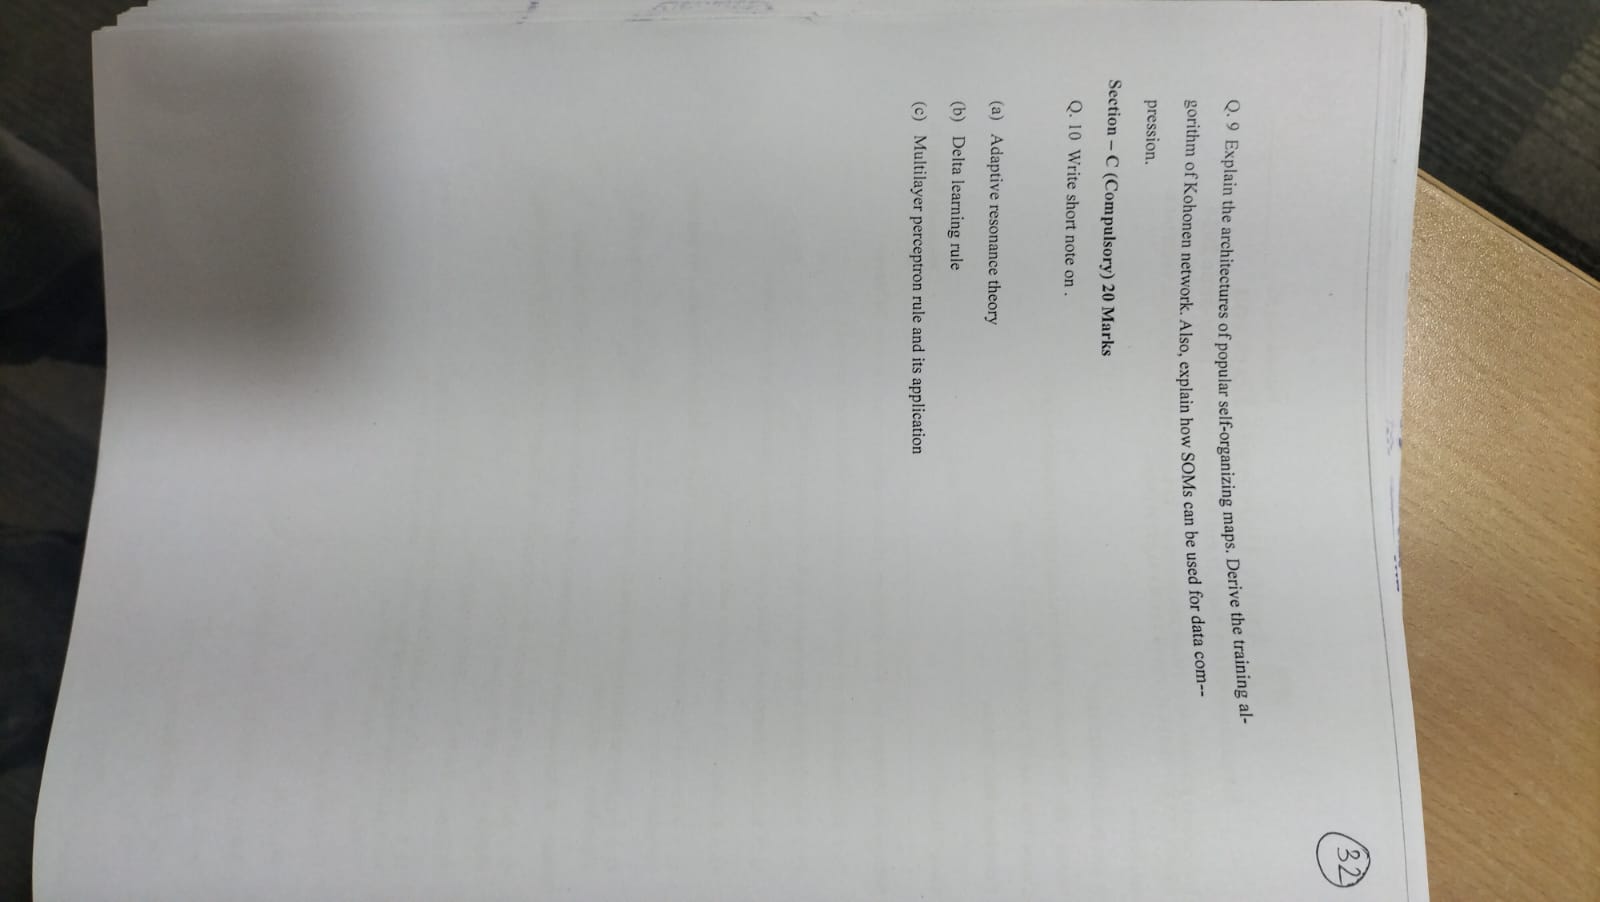 32
Q. 9 Explain the architectures of popular self-organizing maps. Derive the training al-
gorithm of Kohonen network. Also, explain how SOMs can be used for data com--
pression.
Section – C (Compulsory) 20 Marks
Q. 10 Write short note on .
(a) Adaptive resonance theory
(b) Delta learning rule
(c) Multilayer perceptron rule and its application